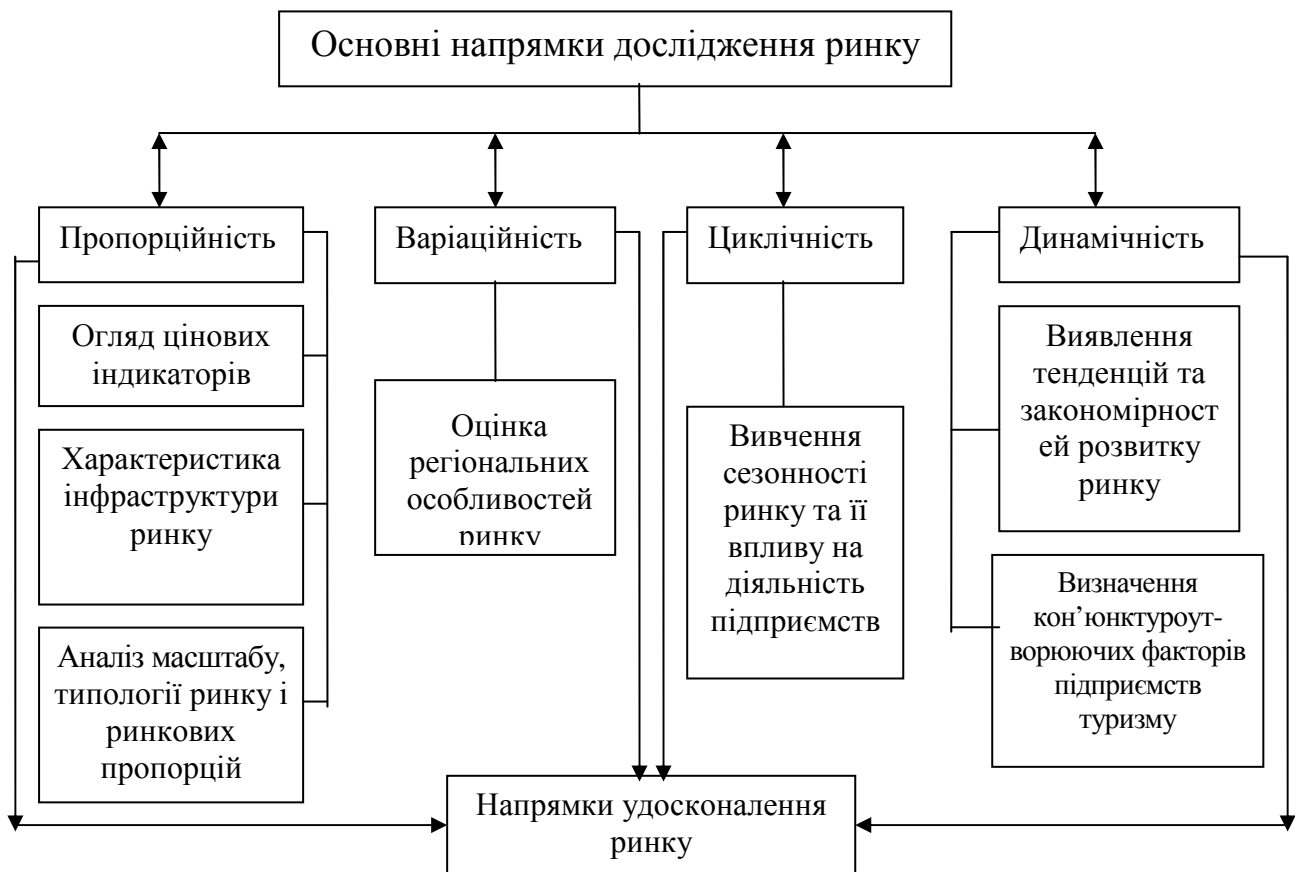 Основні напрямки дослідження ринку
Пропорційність
Варіаційність
Циклічність
Динамічність
Огляд цінових
індикаторів
Характеристика
інфраструктури
ринку
Аналіз масштабу,
типології ринку і
ринкових
пропорцій
Оцінка
регіональних
особливостей
ринку
Вивчення
сезонності
ринку та її
впливу на
діяльність
підприємств
Виявлення
тенденцій та
закономірност
ей розвитку
ринку
Визначення
кон’юнктуроут-
ворюючих факторів
підприємств
туризму
Напрямки удосконалення
ринку